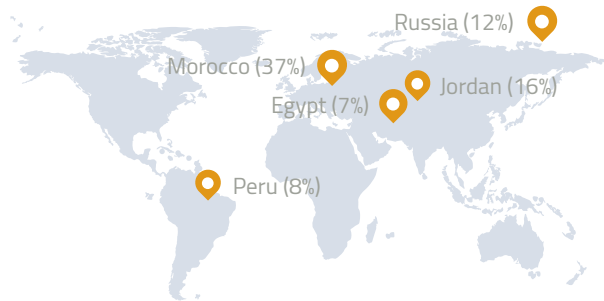 Russia (12%)
Morocco (37%)
Jordan (16%)
Egypt (7%)
Peru (8%)